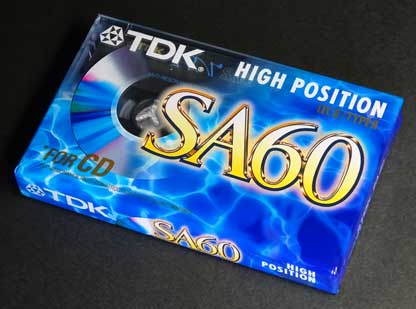 TDK
HIGH POSITION
IEC II/TYPE II
SA60
FOR CD
TDK
SA60
HIGH
POSITION